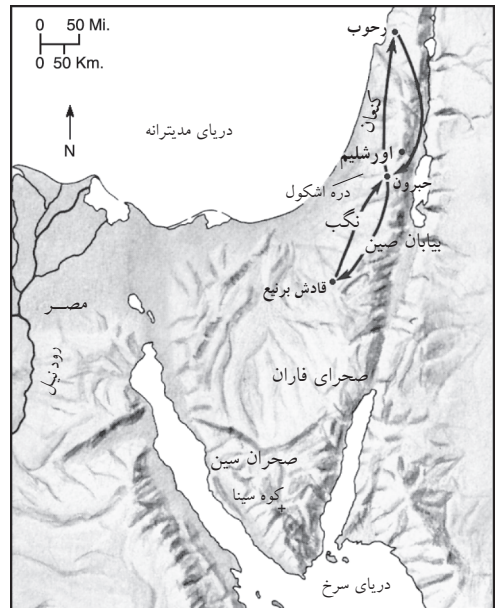 0 50 Mi.
0 50 Km.
N
رحوب
دریای مدیترانه
کنعان
اورشلیم
حبرون
دره اشکول
نگب
بیابان صین
قادش برنیع
مصــر
رود نیل
صحرای فاران
صحران سین
کوه سینا
دریای سرخ